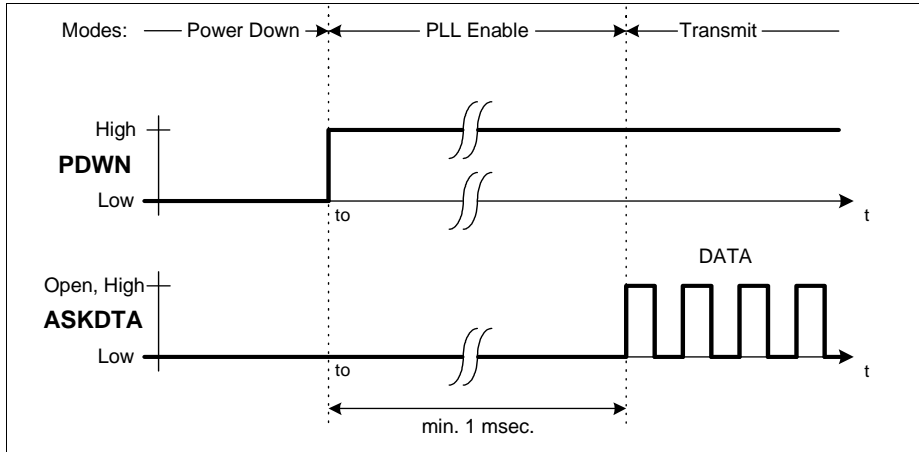 Modes: Power Down PLL Enable Transmit
High
PDWN
Low
to
t
DATA
Open, High
ASKDTA
Low
to
t
min. 1 msec.